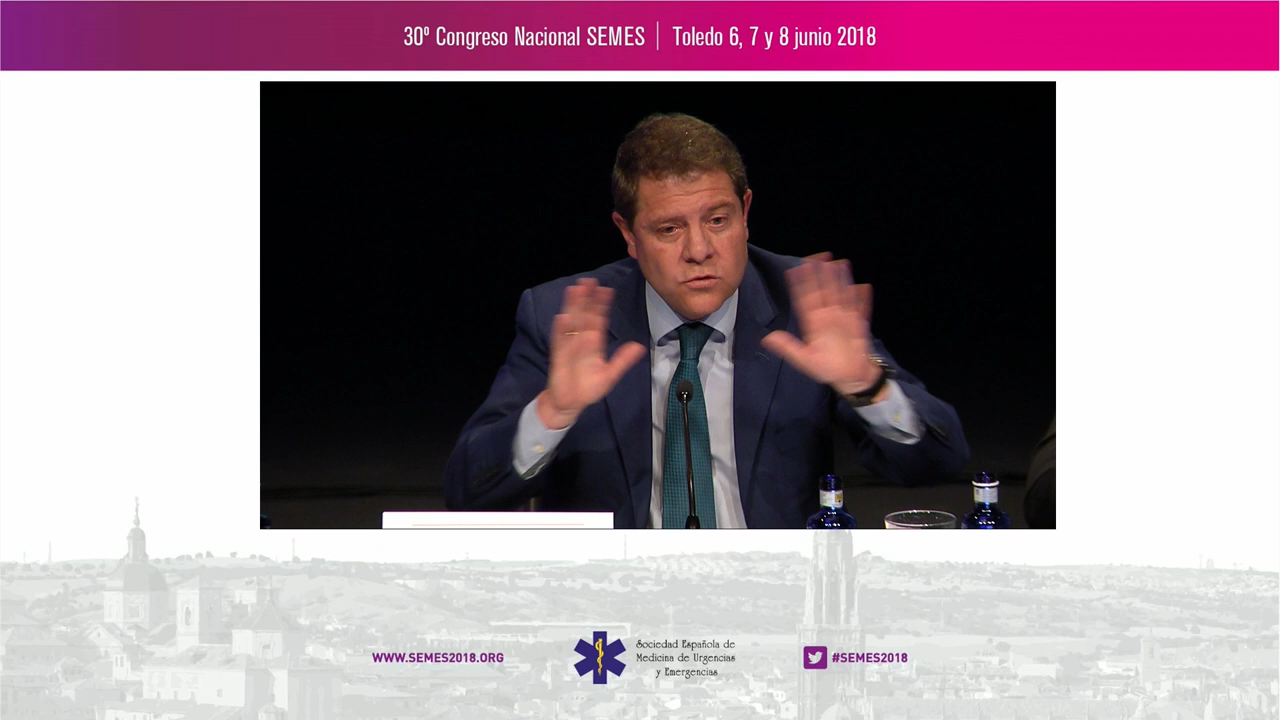 30º Congreso Nacional SEMES | Toledo 6, 7 y 8 junio 2018
WWW.SEMES2018.ORG
Sociedad Española de
Medicina de Urgencias
y Emergencias
#SEMES2018